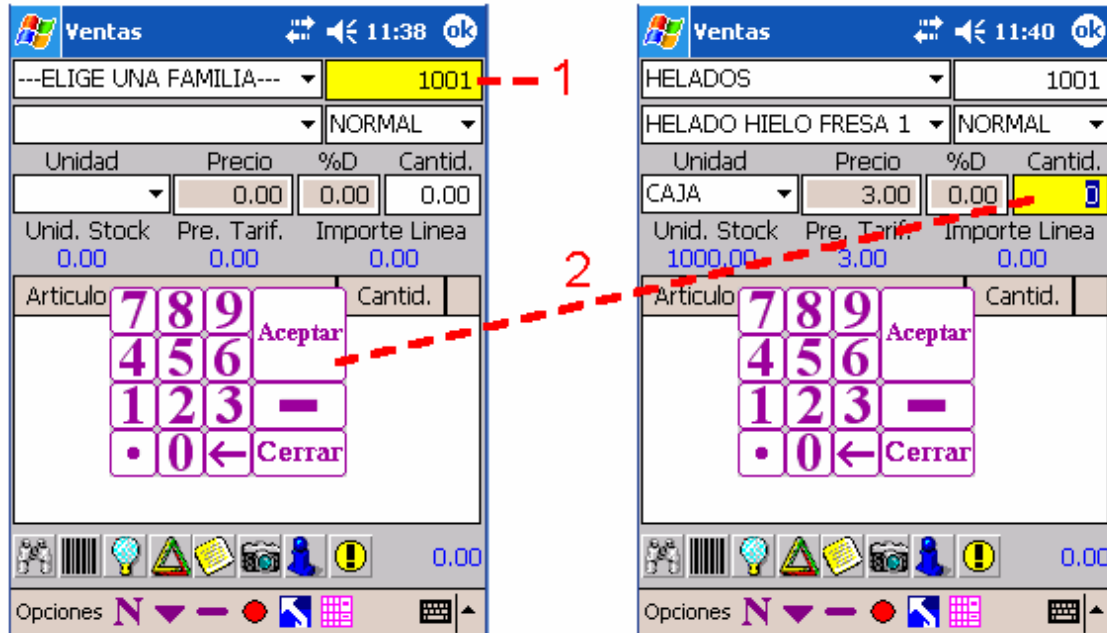 Ventas 11:38 ok
---ELIGE UNA FAMILIA--- 1001
NORMAL
Unidad Precio %D Cantid.
0.00 0.00 0.00
Unid. Stock Pre. Tarif. Importe Linea
0.00 0.00 0.00
Articulo Cantid.
7 8 9 Aceptar
4 5 6
1 2 3
0 Cerrar
0.00
Opciones N
1
2
Ventas 11:40 ok
HELADOS 1001
HELADO HIELO FRESA 1 NORMAL
Unidad Precio %D Cantid.
CAJA 3.00 0.00 0
Unid. Stock Pre. Tarif. Importe Linea
1000.00 3.00 0.00
Articulo Cantid.
7 8 9 Aceptar
4 5 6
1 2 3
0 Cerrar
0.00
Opciones N